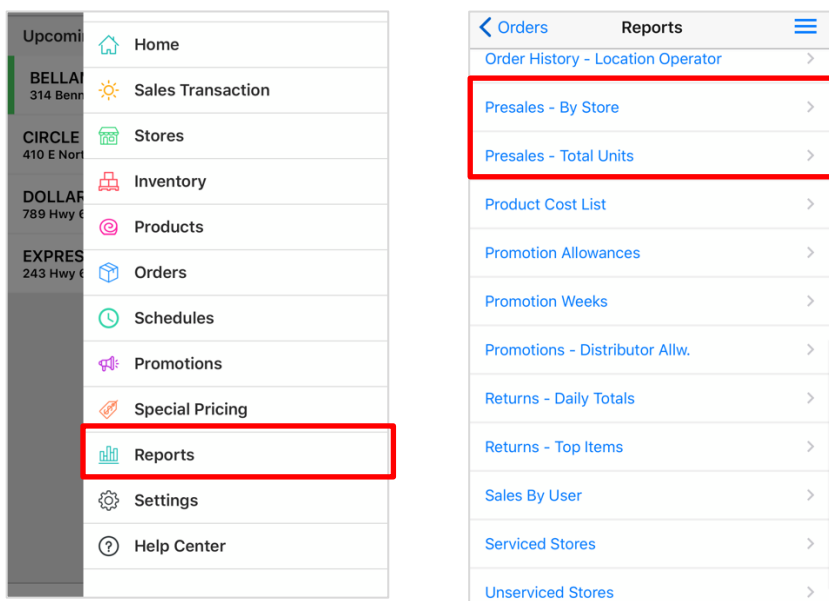 Upcomi
BELLA
314 Benn
CIRCLE
410 E Nort
DOLLAR
789 Hwy 6
EXPRES
243 Hwy 6
Home
Sales Transaction
Stores
Inventory
Products
Orders
Schedules
Promotions
Special Pricing
Reports
Settings
Help Center
Orders
Reports
Order History - Location Operator
Presales - By Store
Presales - Total Units
Product Cost List
Promotion Allowances
Promotion Weeks
Promotions - Distributor Allw.
Returns - Daily Totals
Returns - Top Items
Sales By User
Serviced Stores
Unserviced Stores